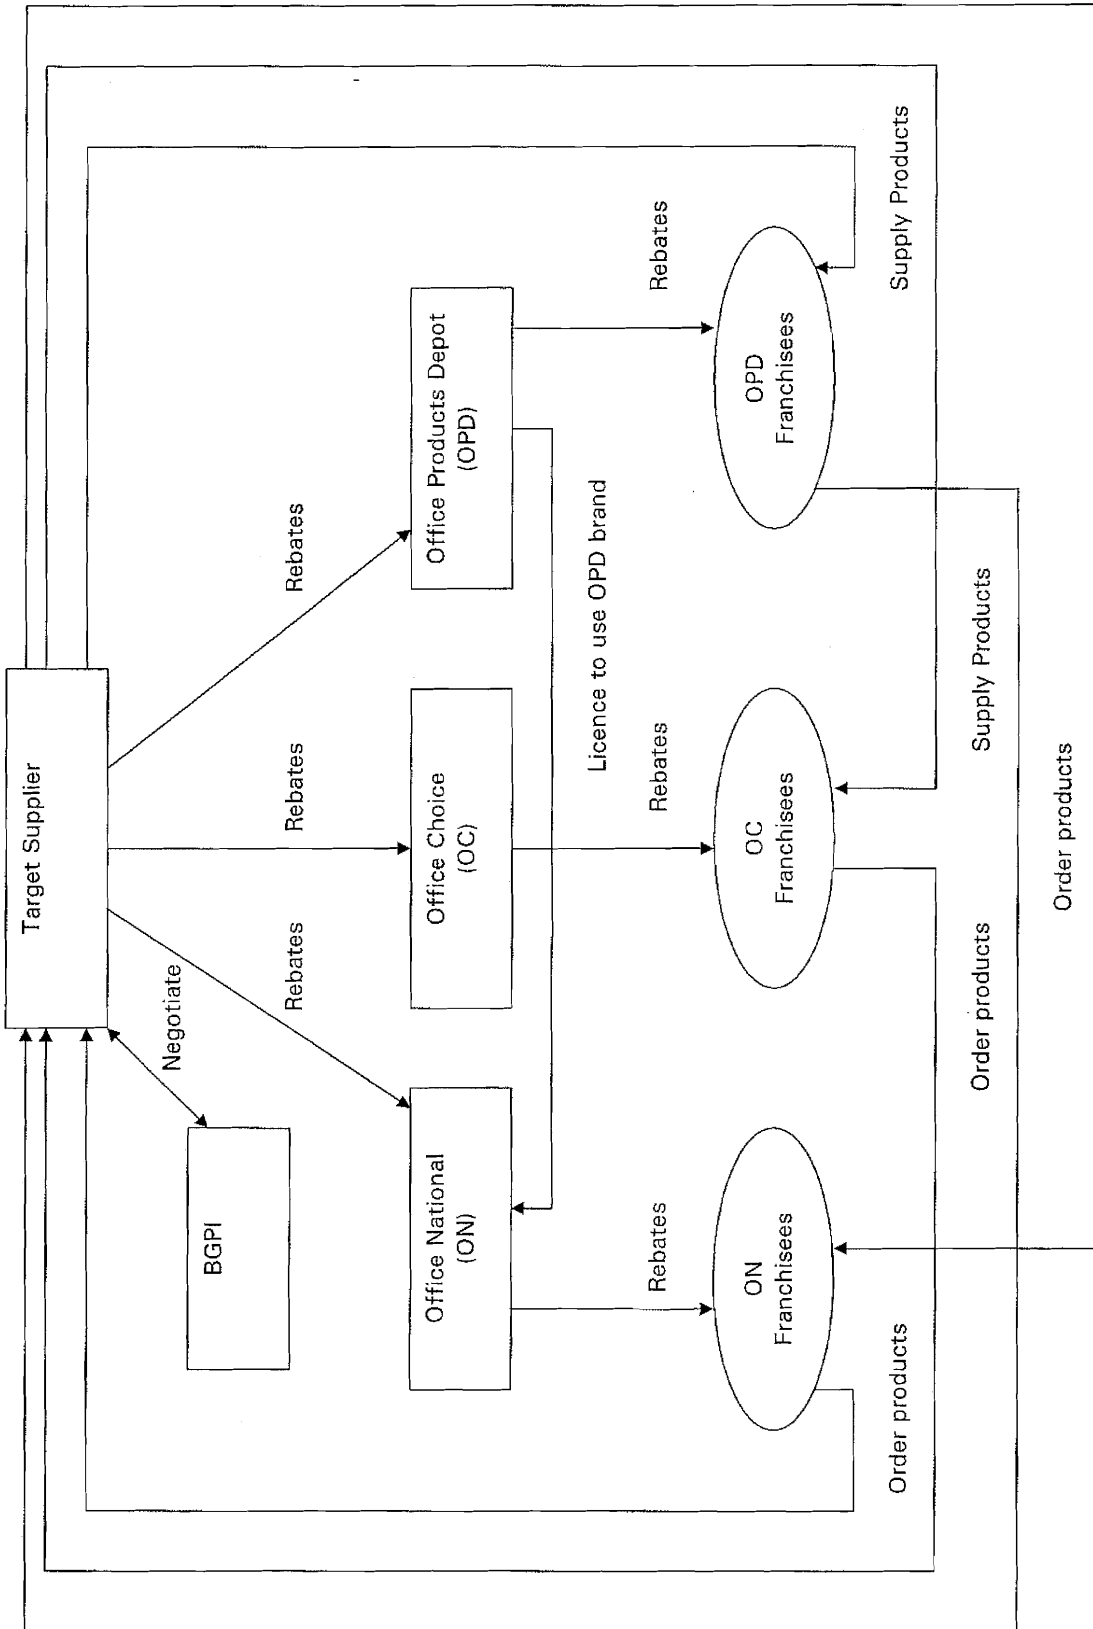 Target Supplier
Negotiate
BGPI
Rebates
Rebates
Rebates
Office National
(ON)
Office Choice
(OC)
Office Products Depot
(OPD)
Licence to use OPD brand
Rebates
Rebates
Rebates
ON
Franchisees
OC
Franchisees
OPD
Franchisees
Order products
Supply Products
Order products
Supply Products
Order products